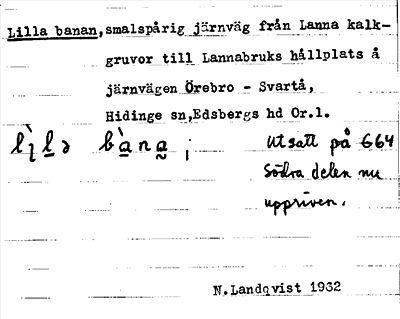 Lilla banan, smalspårig järnväg från Lanna kalk-
gruvor till Lannabruks hållplats å
järnvägen Örebro - Svartå,
Hidinge sn, Edsbergs hd Or.l.
utsatt på G64
Södra delen nu
uppriven.
N. Landqvist 1932